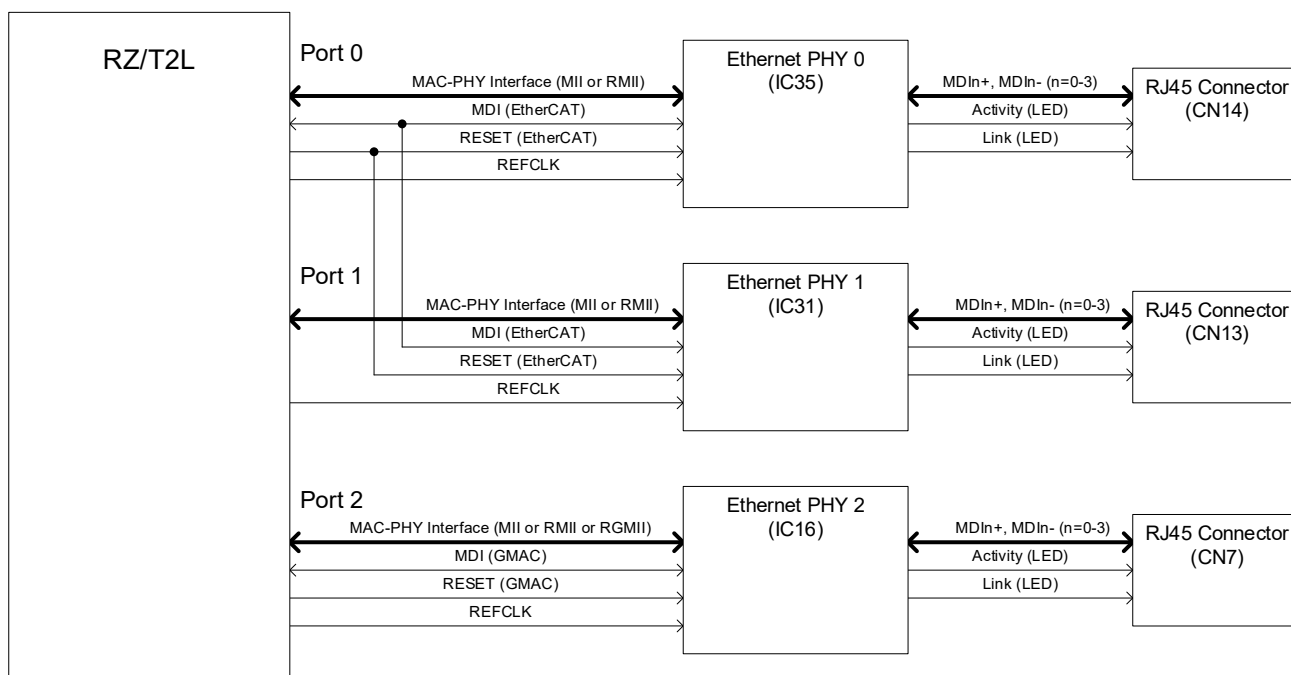 RZ/T2L
Port 0
MAC-PHY Interface (MII or RMII)
MDI (EtherCAT)
RESET (EtherCAT)
REFCLK
Ethernet PHY 0
(IC35)
MDIn+, MDIn- (n=0-3)
Activity (LED)
Link (LED)
RJ45 Connector
(CN14)
Port 1
MAC-PHY Interface (MII or RMII)
MDI (EtherCAT)
RESET (EtherCAT)
REFCLK
Ethernet PHY 1
(IC31)
MDIn+, MDIn- (n=0-3)
Activity (LED)
Link (LED)
RJ45 Connector
(CN13)
Port 2
MAC-PHY Interface (MII or RMII or RGMII)
MDI (GMAC)
RESET (GMAC)
REFCLK
Ethernet PHY 2
(IC16)
MDIn+, MDIn- (n=0-3)
Activity (LED)
Link (LED)
RJ45 Connector
(CN7)